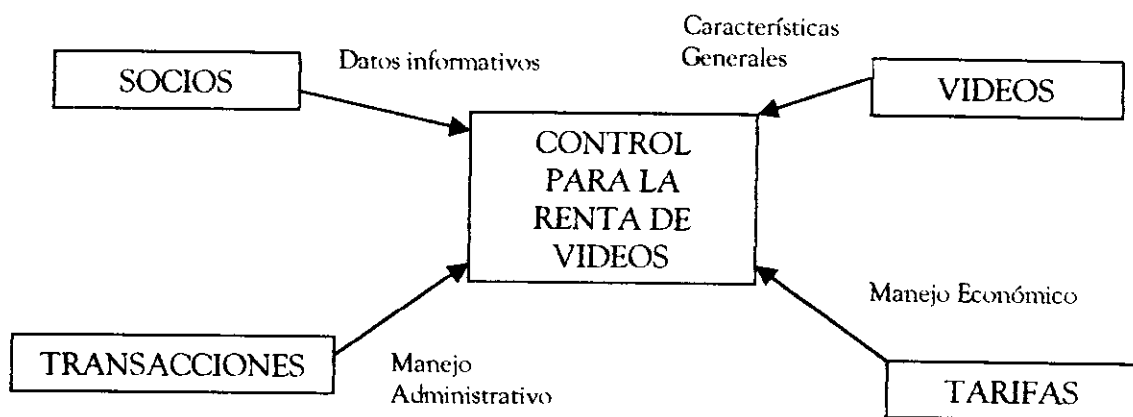 Características
Generales
SOCIOS
Datos informativos
VIDEOS
CONTROL
PARA LA
RENTA DE
VIDEOS
Manejo Económico
TRANSACCIONES
Manejo
Administrativo
TARIFAS